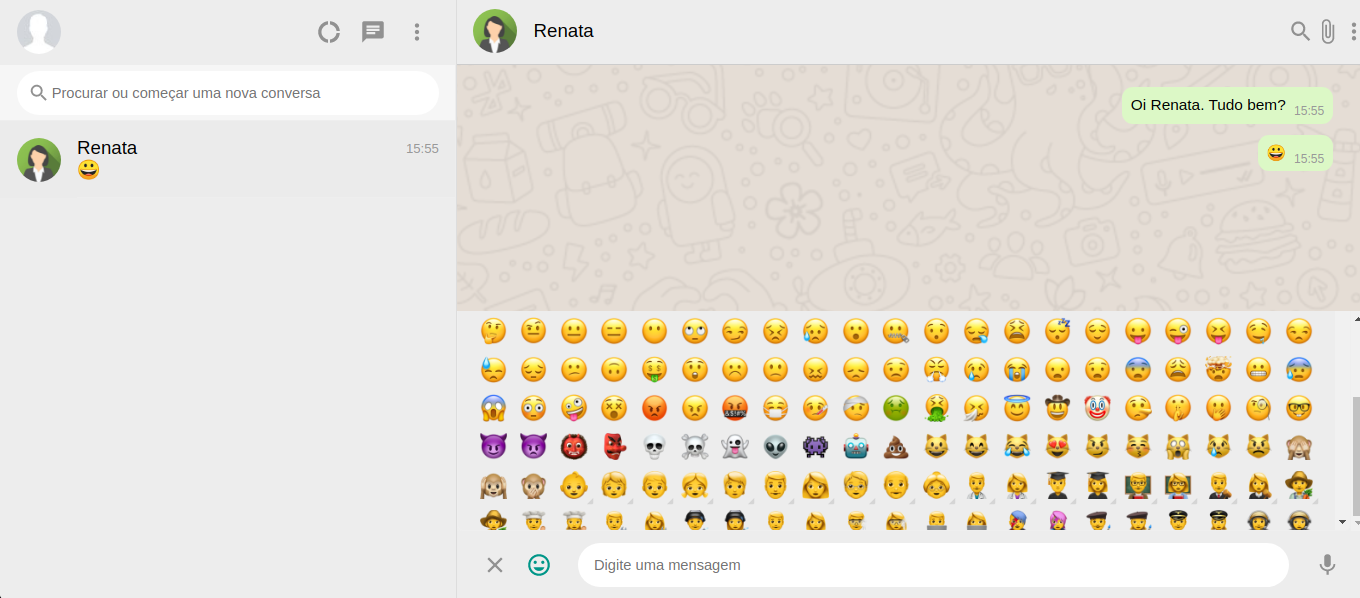 Renata
Procurar ou começar uma nova conversa
Renata
15:55
Oi Renata. Tudo bem? 15:55
15:55
Digite uma mensagem